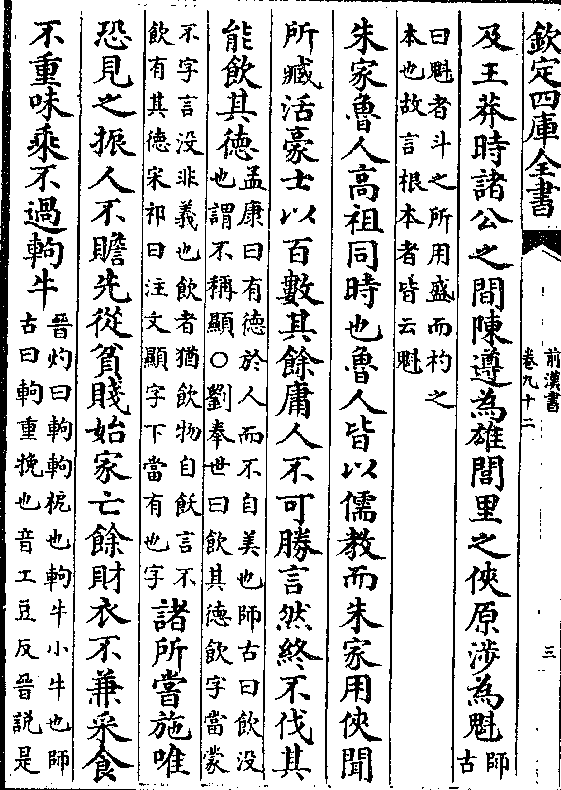 欽定四庫全書
前漢書
卷九十二
三
及王莽時諸公之間陳遵為雄閭里之俠原涉為魁師古
曰魁者斗之所用盛而杓之
本也故言根本者皆云魁
朱家魯人高祖同時也魯人皆以儒教而朱家用俠聞
所臧活豪士以百數其餘庸人不可勝言然終不伐其
能飲其徳孟康曰有德於人而不自美也師古曰飲没
也謂不稱顯○劉奉世曰飲其德飲字當蒙
不字言没非義也飲者猶飲物自飫言不
飲有其德宋祁曰注文顯字下當有也字
諸所嘗施唯
恐見之振人不贍先從貧賤始家亡餘財衣不兼采食
不重味乗不過軥牛
晉灼曰軥軥軛也軥牛小牛也師
古曰軥重挽也音工豆反晉説是